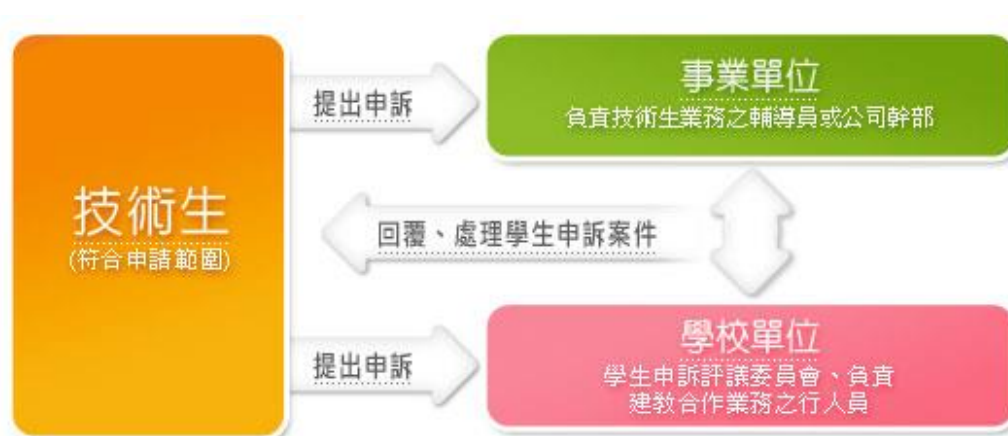 技術生
(符合申請範圍)
提出申訴
事業單位
負責技術生業務之輔導員或公司幹部
回覆、處理學生申訴案件
提出申訴
學校單位
學生申訴評議委員會、負責
建教合作業務之行人員